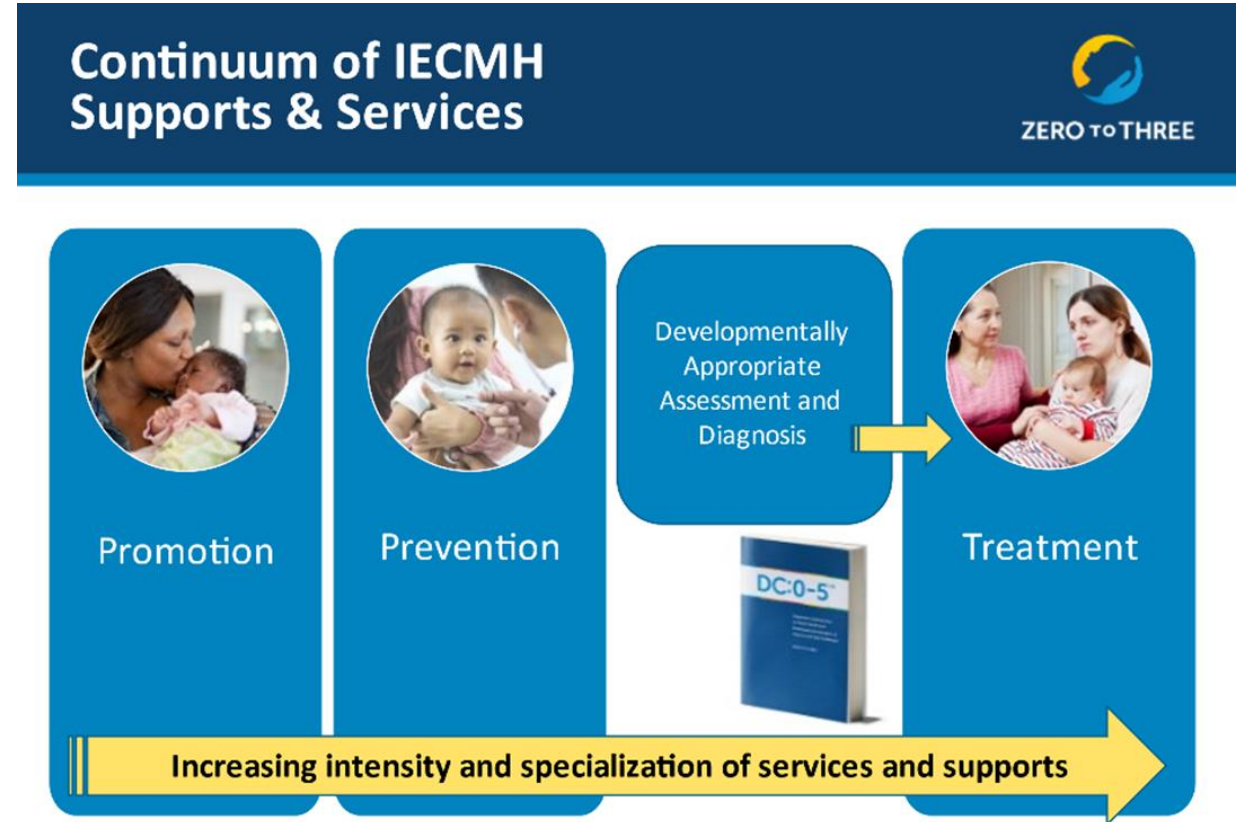 Continuum of IECMH
Supports & Services
ZERO TO THREE
Promotion
Prevention
Developmentally
Appropriate
Assessment and
Diagnosis
DC:0-5™
Treatment
Increasing intensity and specialization of services and supports